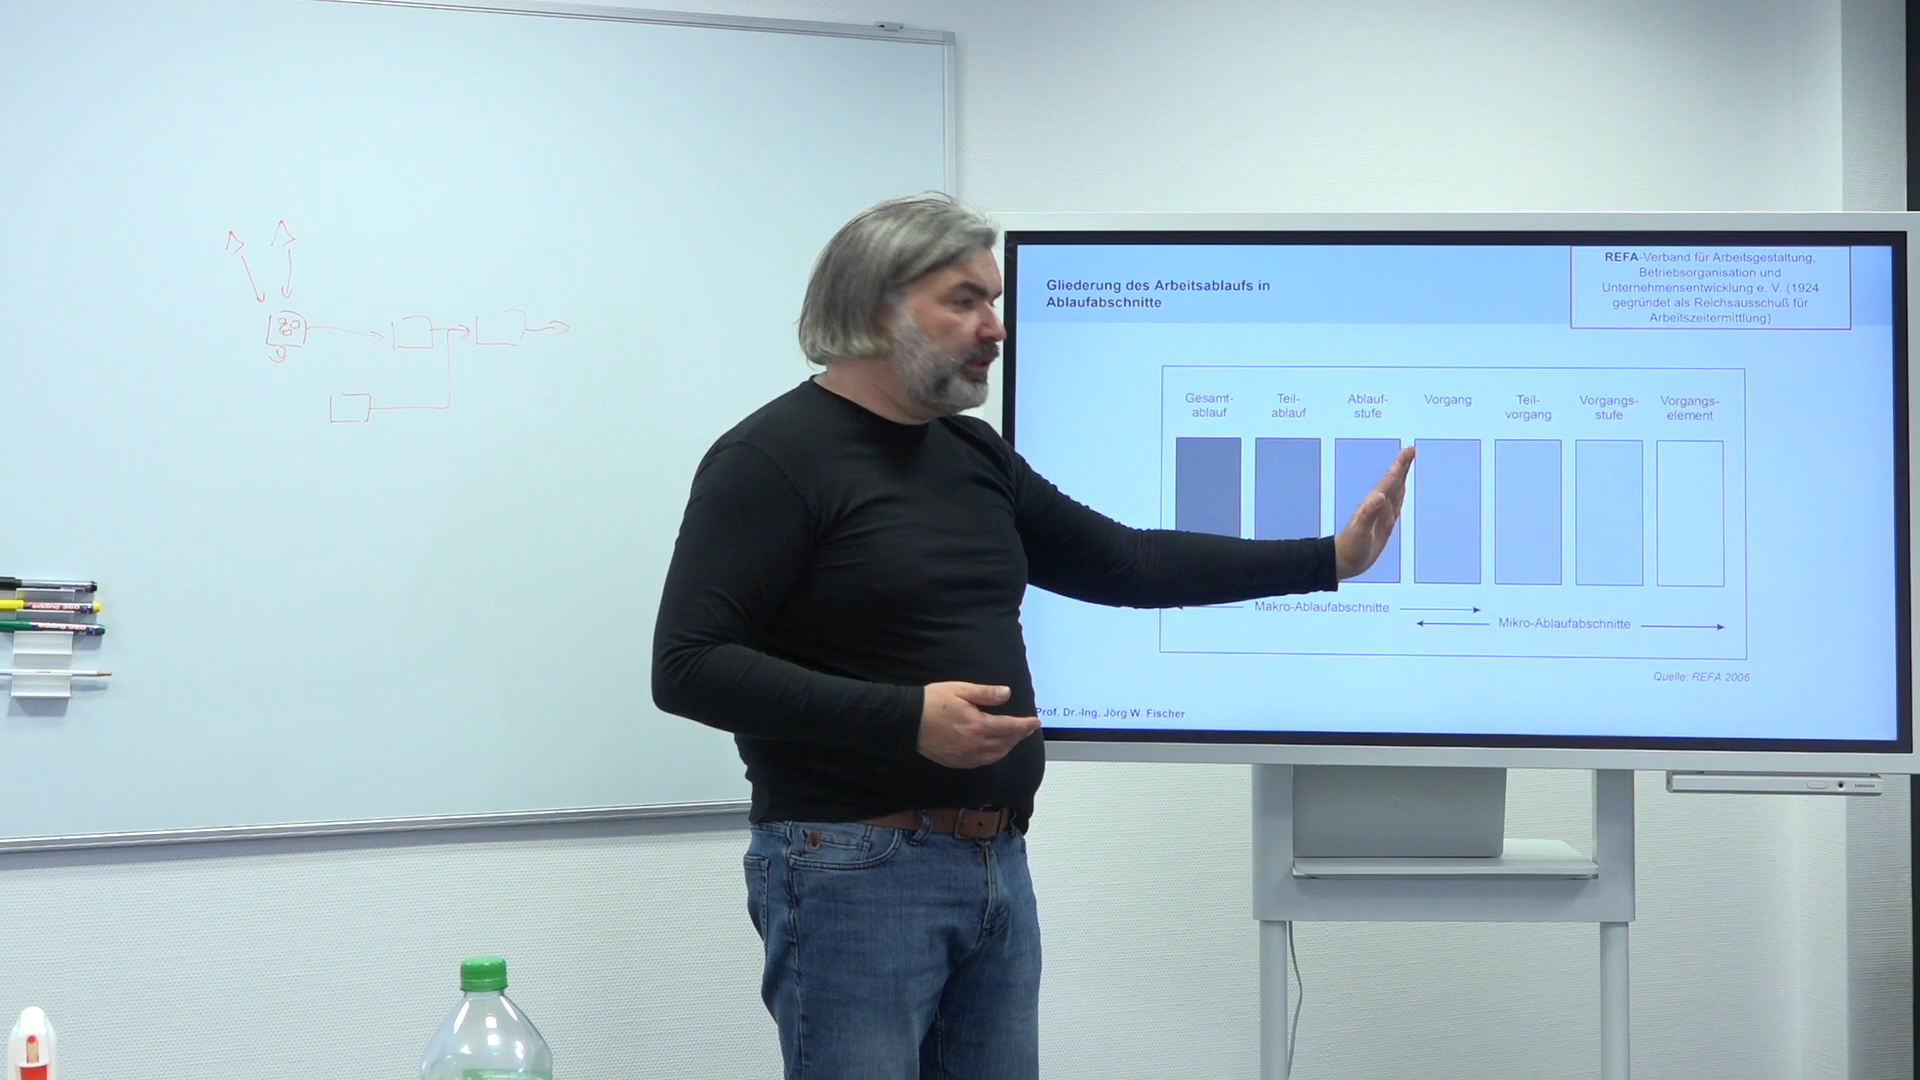 Gliederung des Arbeitsablaufs in
Ablaufabschnitte
REFA-Verband für Arbeitsgestaltung,
Betriebsorganisation und
Unternehmensentwicklung e. V. (1924
gegründet als Reichsausschuß für
Arbeitszeitermittlung)
Gesamt-
ablauf
Teil-
ablauf
Ablauf-
stufe
Vorgang
Teil-
vorgang
Vorgangs-
stufe
Vorgangs-
element
Makro-Ablaufabschnitte
Mikro-Ablaufabschnitte
Quelle: REFA 2006
Prof. Dr.-Ing. Jörg W. Fischer
edding 360